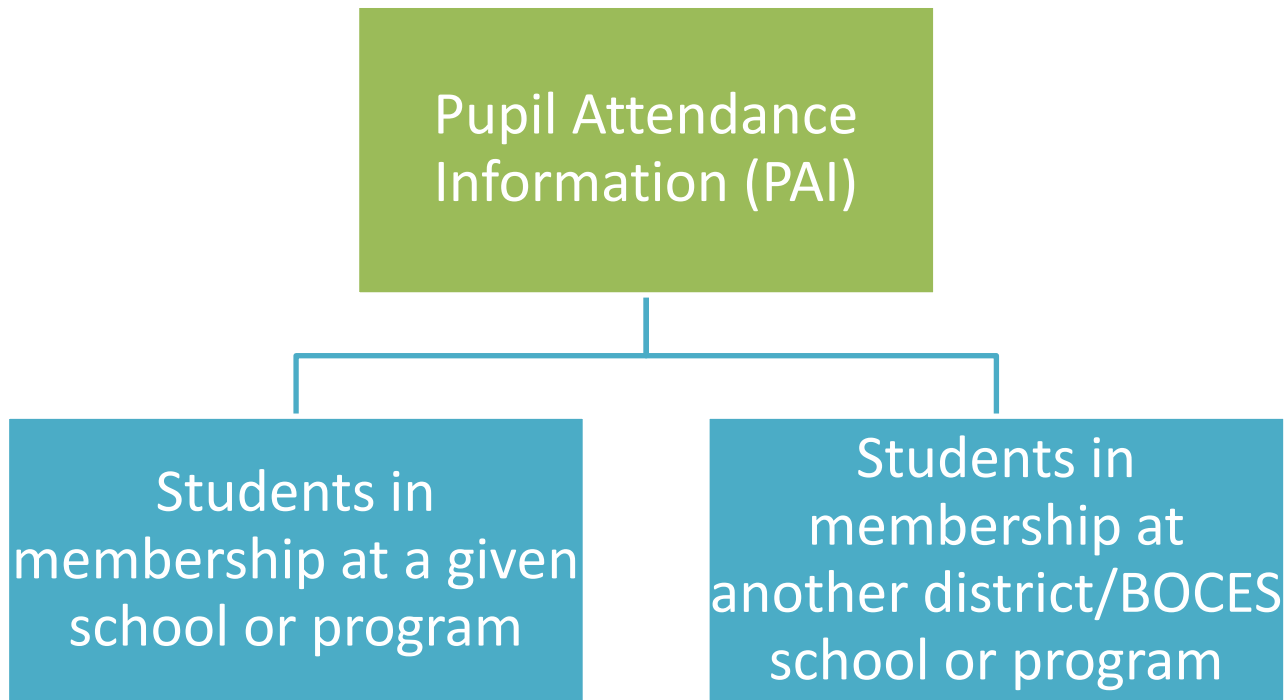 Pupil Attendance
Information (PAI)
Students in
membership at a given
school or program
Students in
membership at
another district/BOCES
school or program